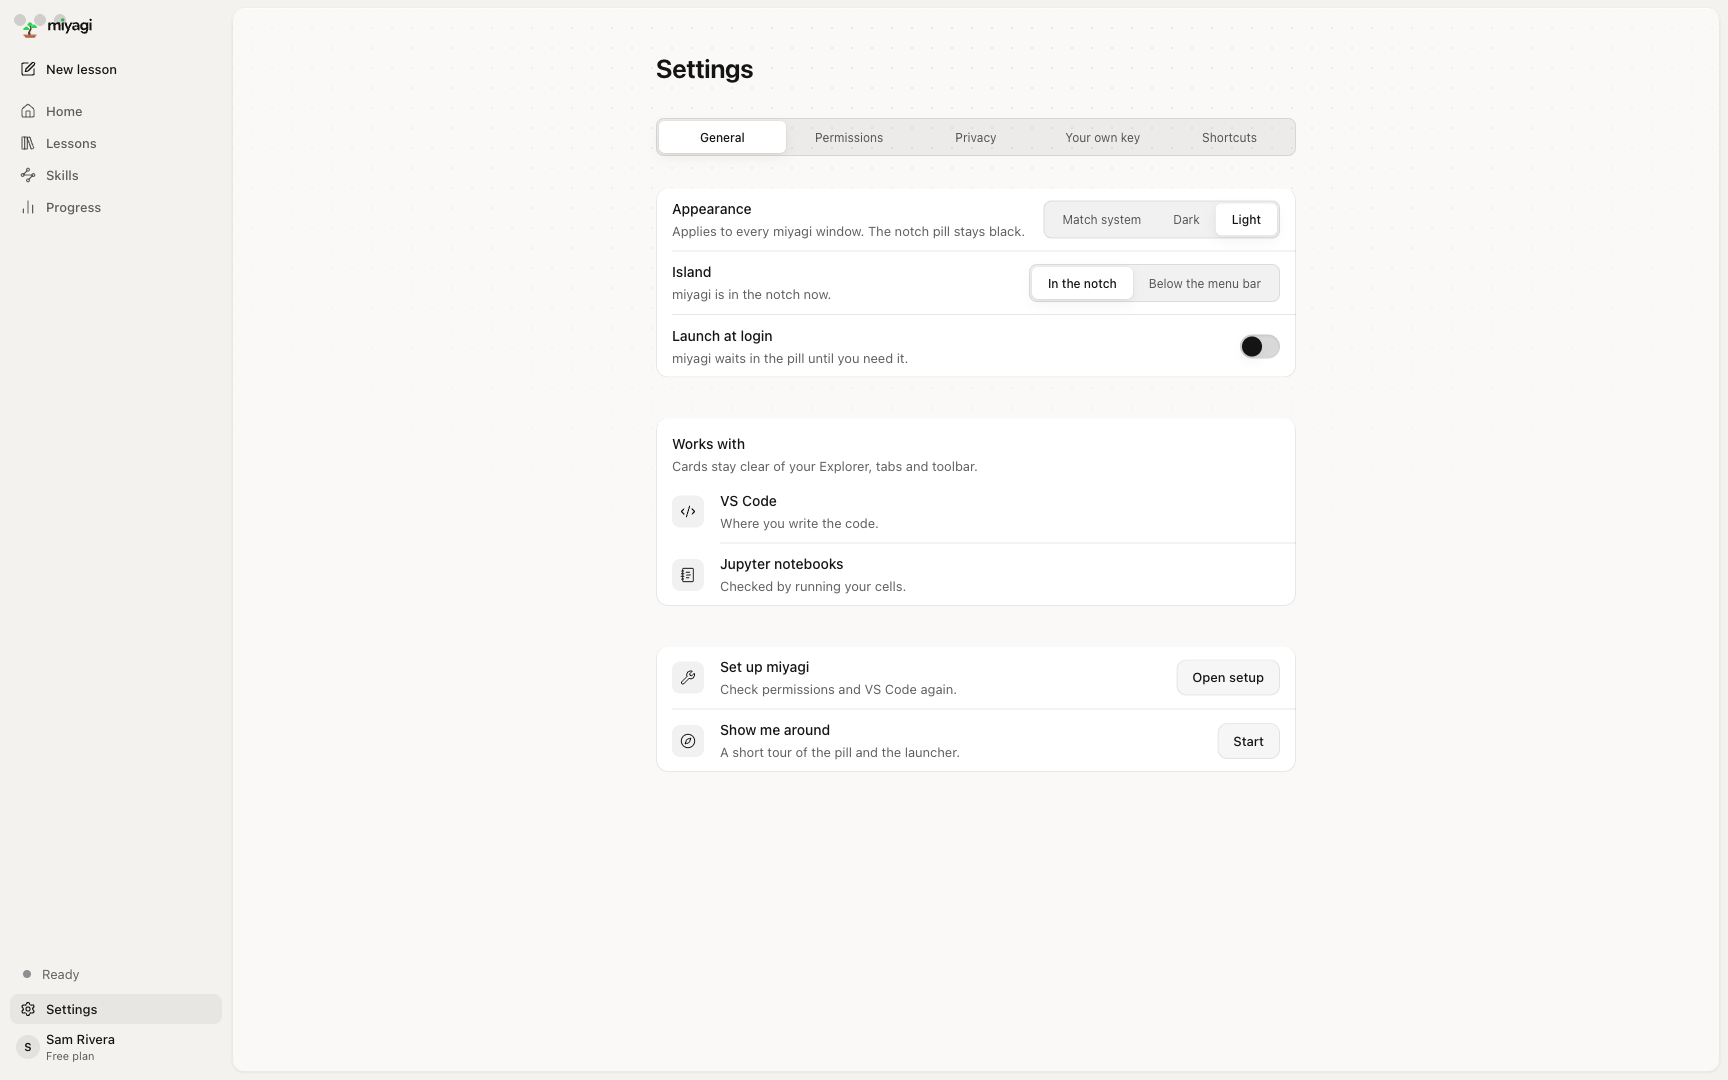 miyagi
New lesson
Home
Lessons
Skills
Progress
Ready
Settings
S
Sam Rivera
Free plan
Settings
General
Permissions
Privacy
Your own key
Shortcuts
Appearance
Applies to every miyagi window. The notch pill stays black.
Match system
Dark
Light
Island
miyagi is in the notch now.
In the notch
Below the menu bar
Launch at login
miyagi waits in the pill until you need it.
Works with
Cards stay clear of your Explorer, tabs and toolbar.
VS Code
Where you write the code.
Jupyter notebooks
Checked by running your cells.
Set up miyagi
Check permissions and VS Code again.
Open setup
Show me around
A short tour of the pill and the launcher.
Start